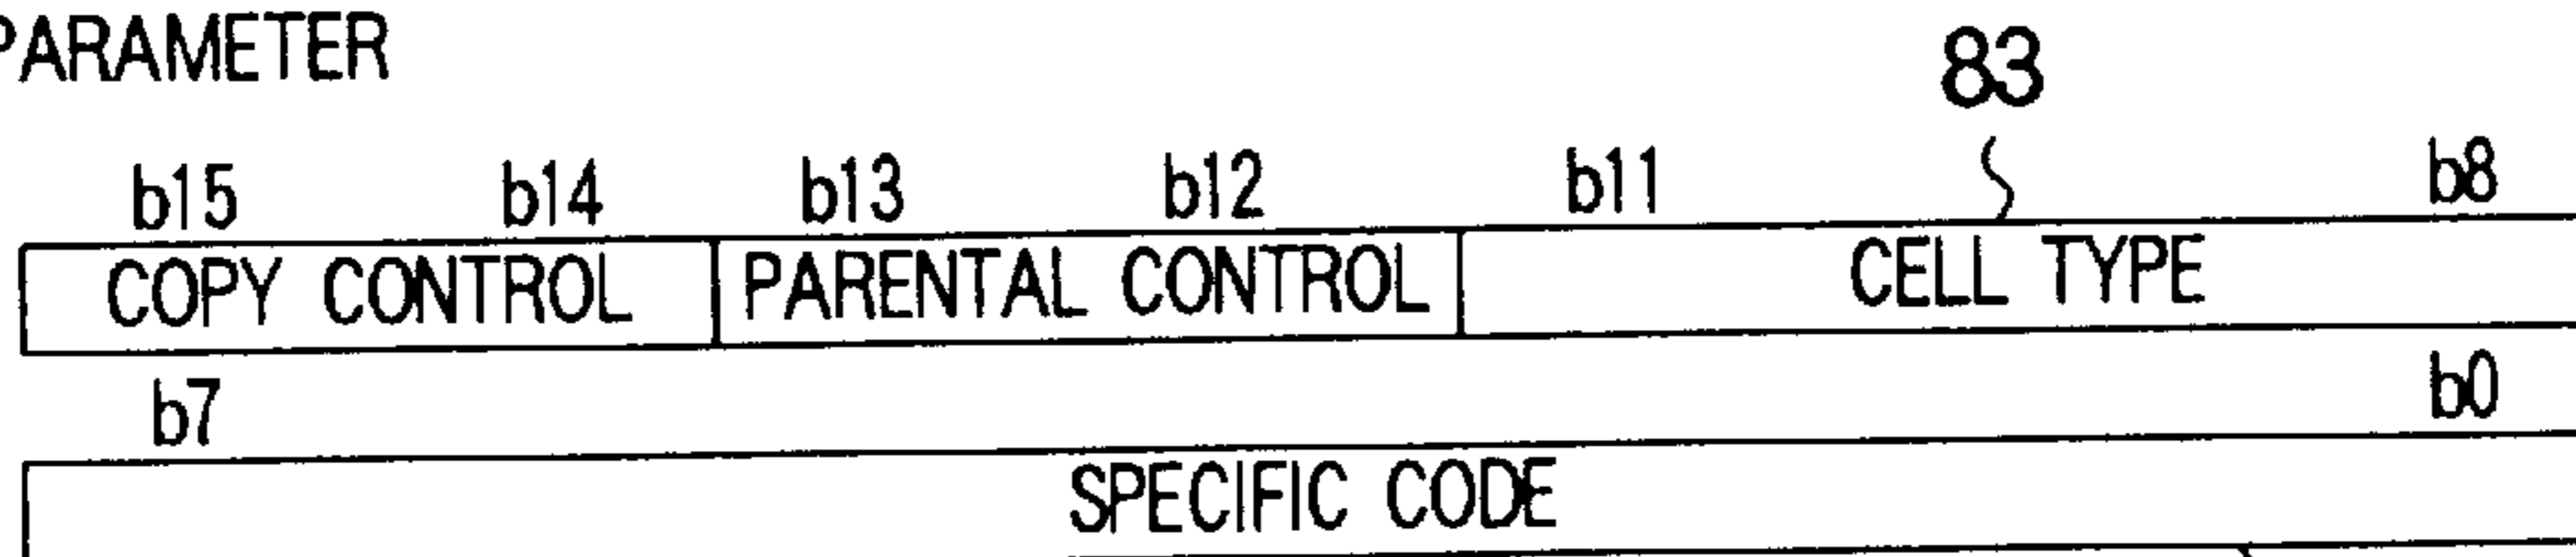 PARAMETER
83
b15 b14 b13 b12 b11 b8
COPY CONTROL PARENTAL CONTROL CELL TYPE
b7 b0
SPECIFIC CODE